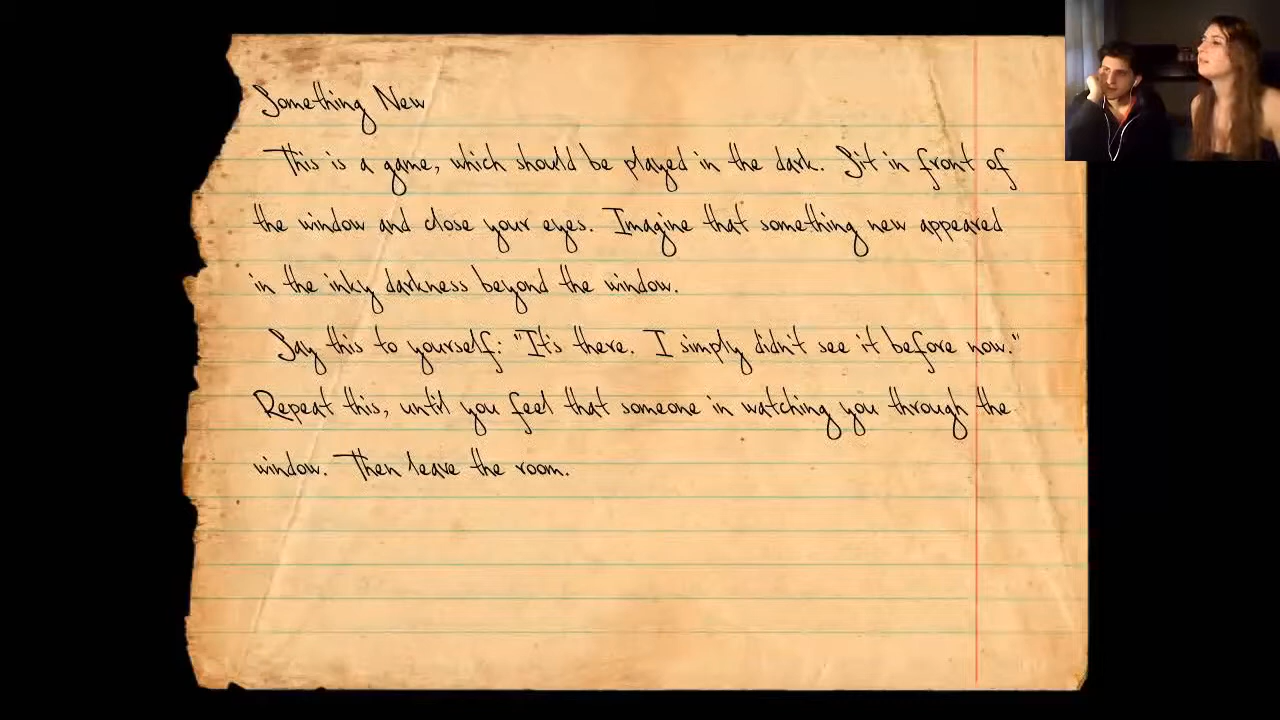 Something New
This is a game, which should be played in the dark. Sit in front of
the window and close your eyes. Imagine that something new appeared
in the inky darkness beyond the window.
Say this to yourself: "It's there. I simply didn't see it before now."
Repeat this, until you feel that someone in watching you through the
window. Then leave the room.